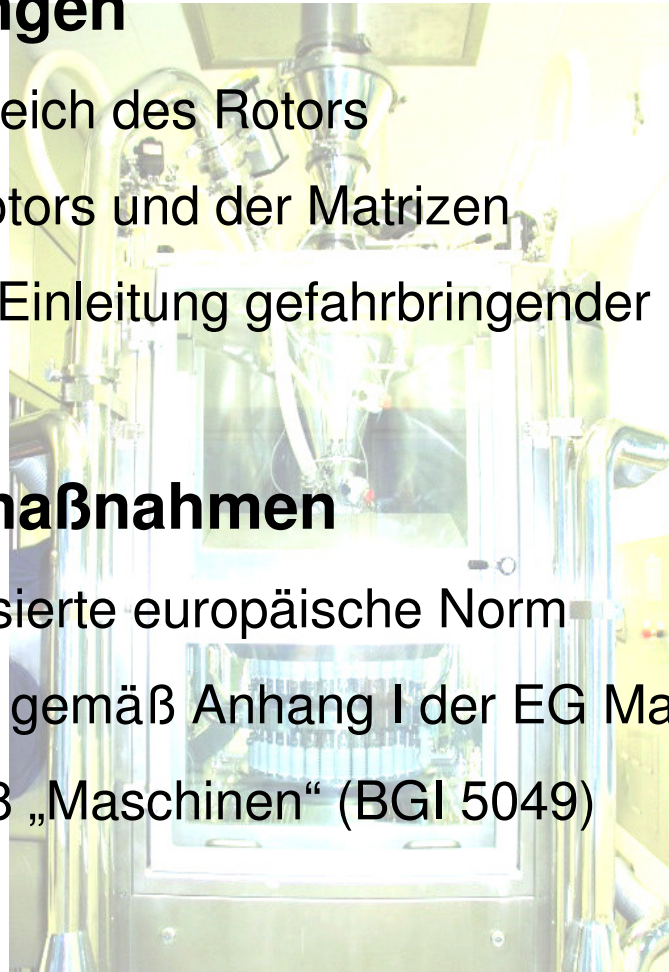 ngen
eich des Rotors
otors und der Matrizen
Einleitung gefahrbringender
maßnahmen
sierte europäische Norm
gemäß Anhang I der EG Ma
3 „Maschinen“ (BGI 5049)